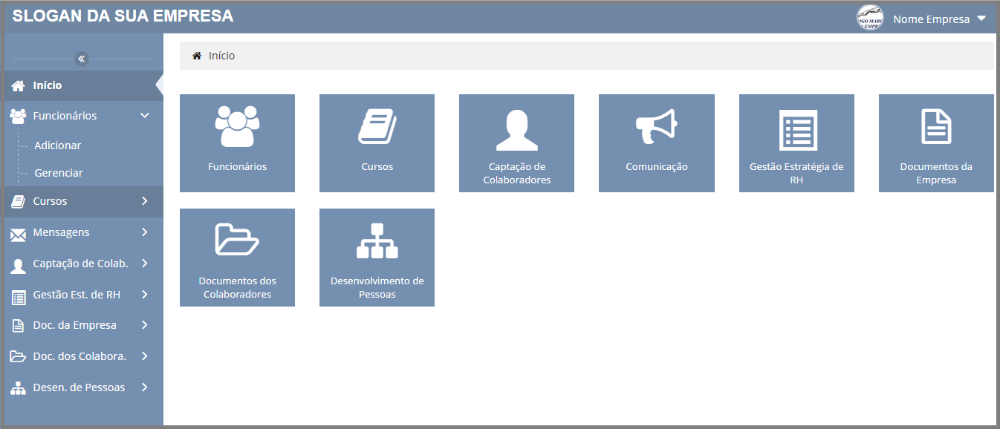 SLOGAN DA SUA EMPRESA
Nome Empresa
Início
Funcionários
Adicionar
Gerenciar
Cursos
Mensagens
Captação de Colab.
Gestão Est. de RH
Doc. da Empresa
Doc. dos Colabora.
Desen. de Pessoas
Início
Funcionários
Cursos
Captação de
Colaboradores
Comunicação
Gestão Estratégia de
RH
Documentos da
Empresa
Documentos dos
Colaboradores
Desenvolvimento de
Pessoas